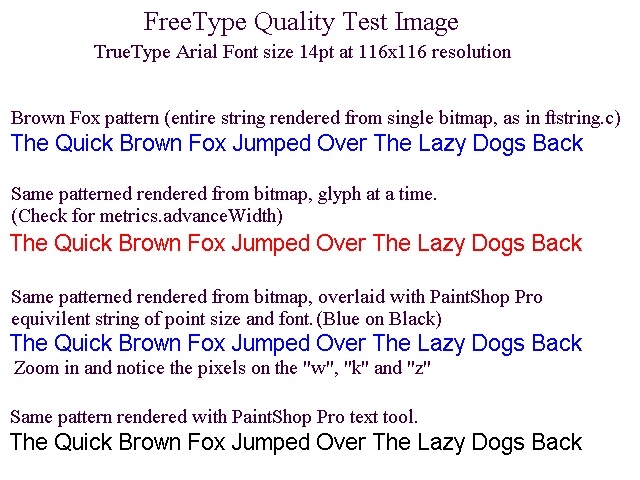 FreeType Quality Test Image
TrueType Arial Font size 14pt at 116x116 resolution
Brown Fox pattern (entire string rendered from single bitmap, as in ftstring.c)
The Quick Brown Fox Jumped Over The Lazy Dogs Back
Same patterned rendered from bitmap, glyph at a time.
(Check for metrics.advanceWidth)
The Quick Brown Fox Jumped Over The Lazy Dogs Back
Same patterned rendered from bitmap, overlaid with PaintShop Pro
equivilent string of point size and font. (Blue on Black)
The Quick Brown Fox Jumped Over The Lazy Dogs Back
Zoom in and notice the pixels on the "w", "k" and "z"
Same pattern rendered with PaintShop Pro text tool.
The Quick Brown Fox Jumped Over The Lazy Dogs Back